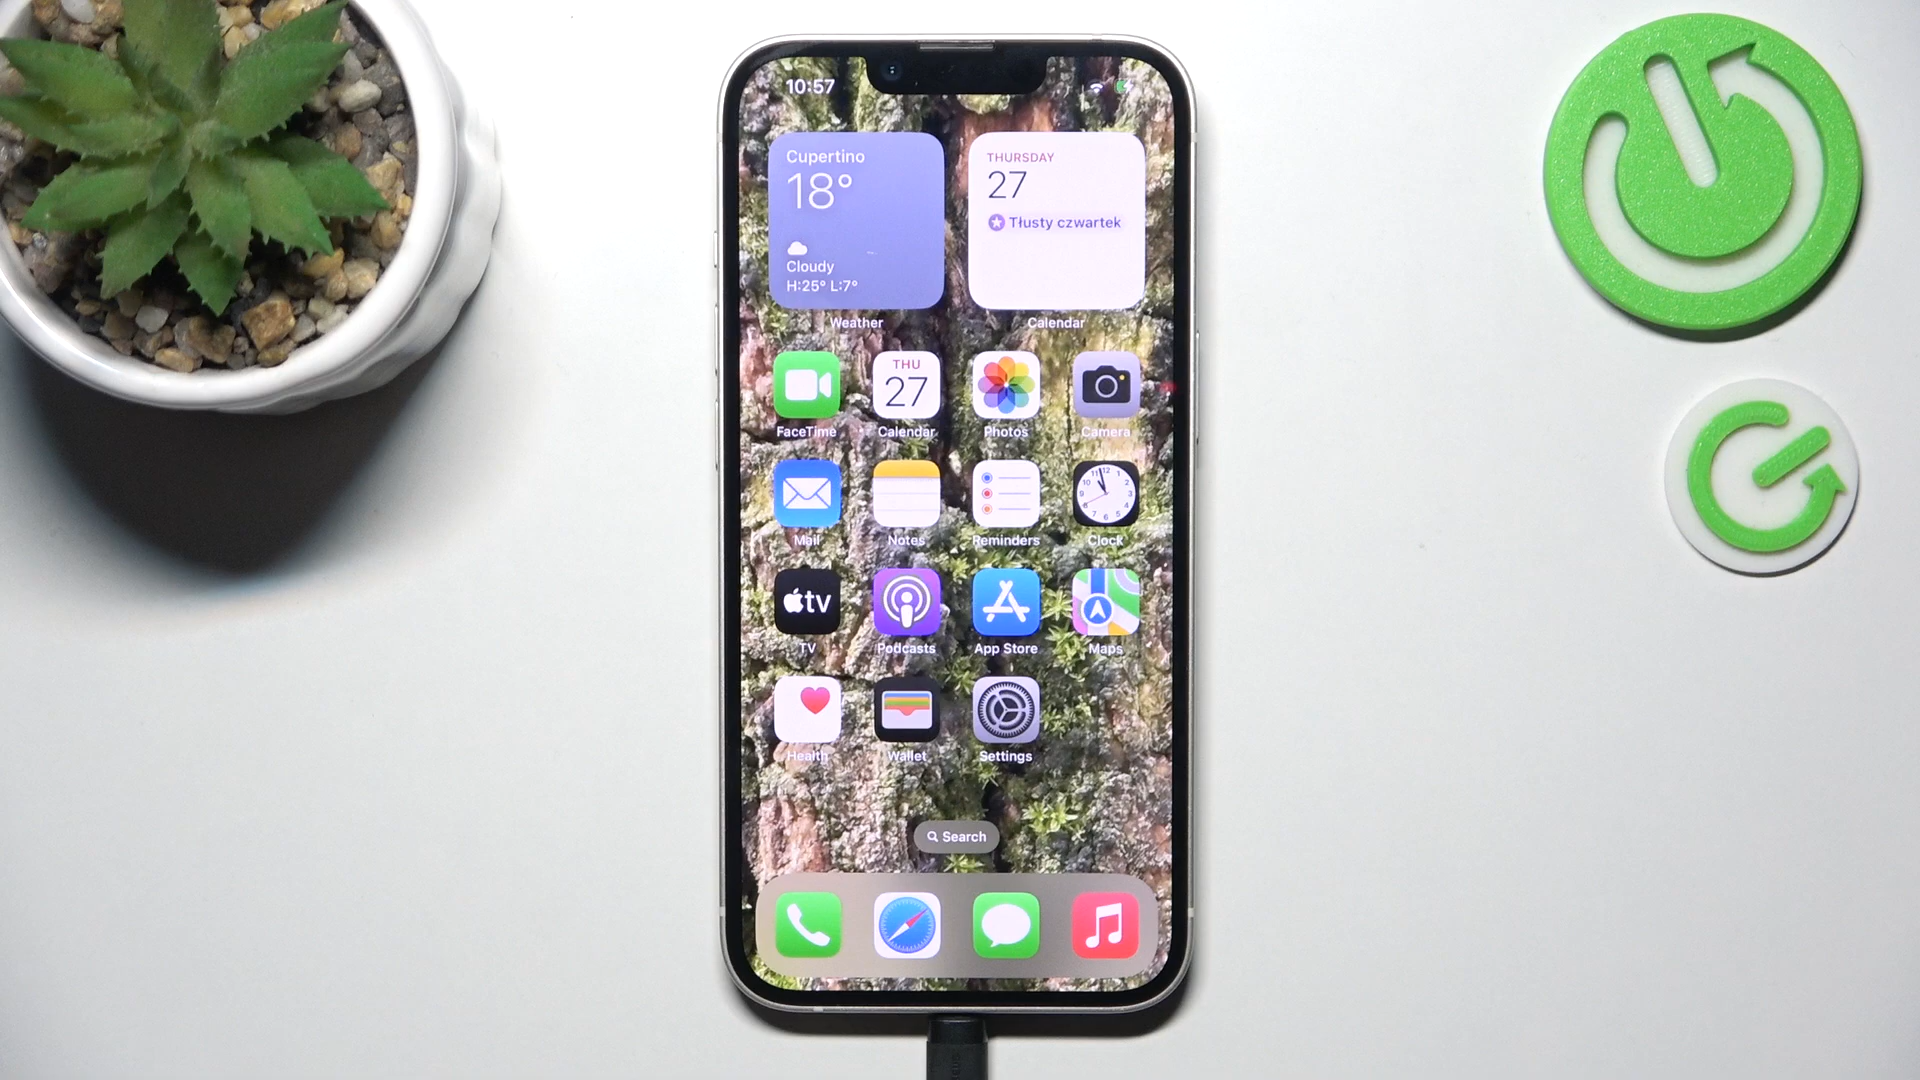 10:57
Cupertino
18°
Cloudy
H:25° L:7°
Weather
THURSDAY
27
Tłusty czwartek
Calendar
THU
27
FaceTime
Calendar
Photos
Camera
Mail
Notes
Reminders
Clock
tv
TV
Podcasts
App Store
Maps
Health
Wallet
Settings
Search